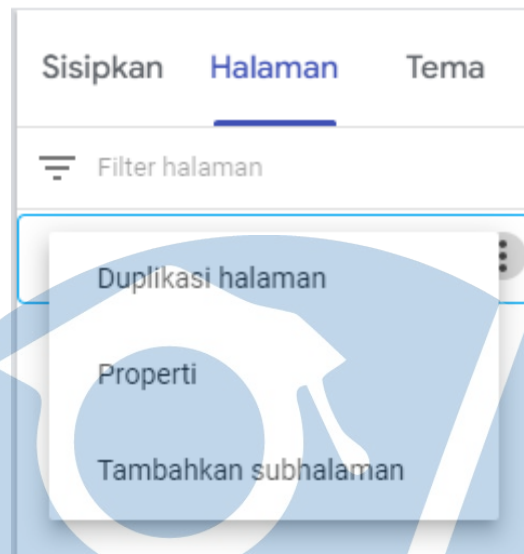 Sisipkan Halaman Tema
Filter halaman
Duplikasi halaman
Properti
Tambahkan subhalaman